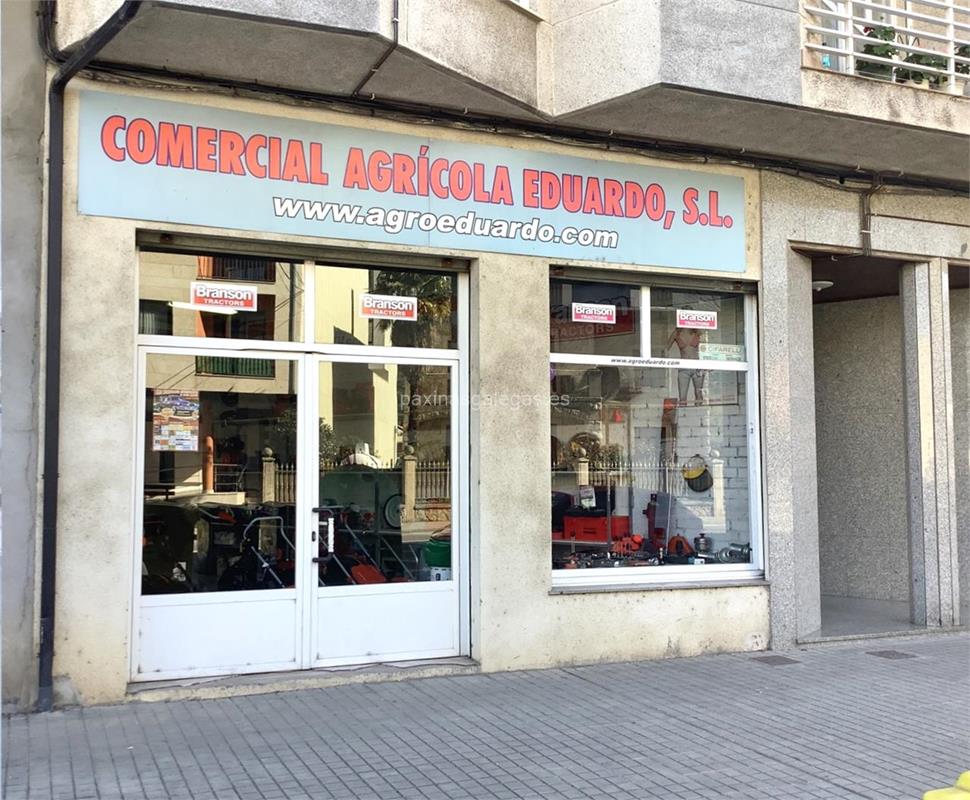 COMERCIAL AGRÍCOLA EDUARDO, S.L.
www.agroeduardo.com
Branson
TRACTORS
Branson
TRACTORS
Branson
TRACTORS
Branson
TRACTORS
CIFARELLI
www.agroeduardo.com
paxinasgalegas.es